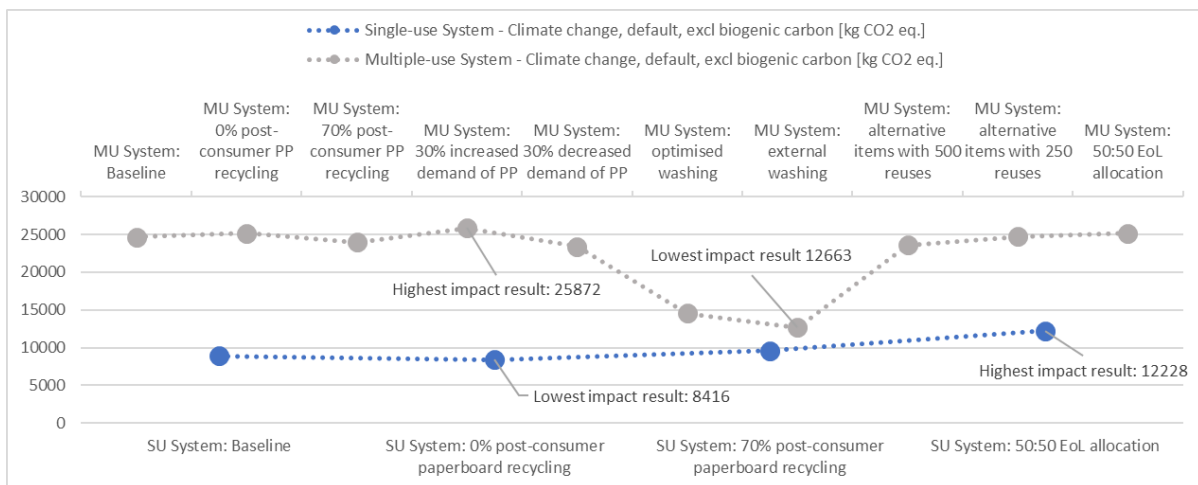 Single-use System - Climate change, default, excl biogenic carbon [kg CO2 eq.]
Multiple-use System - Climate change, default, excl biogenic carbon [kg CO2 eq.]
MU System: Baseline
MU System: 0% post-consumer PP recycling
MU System: 70% post-consumer PP recycling
MU System: 30% increased demand of PP
MU System: 30% decreased demand of PP
MU System: optimised washing
MU System: external washing
MU System: alternative items with 500 reuses
MU System: alternative items with 250 reuses
MU System: 50:50 EoL allocation
30000
25000
20000
15000
10000
5000
0
Highest impact result: 25872
Lowest impact result 12663
Lowest impact result: 8416
Highest impact result: 12228
SU System: Baseline
SU System: 0% post-consumer paperboard recycling
SU System: 70% post-consumer paperboard recycling
SU System: 50:50 EoL allocation